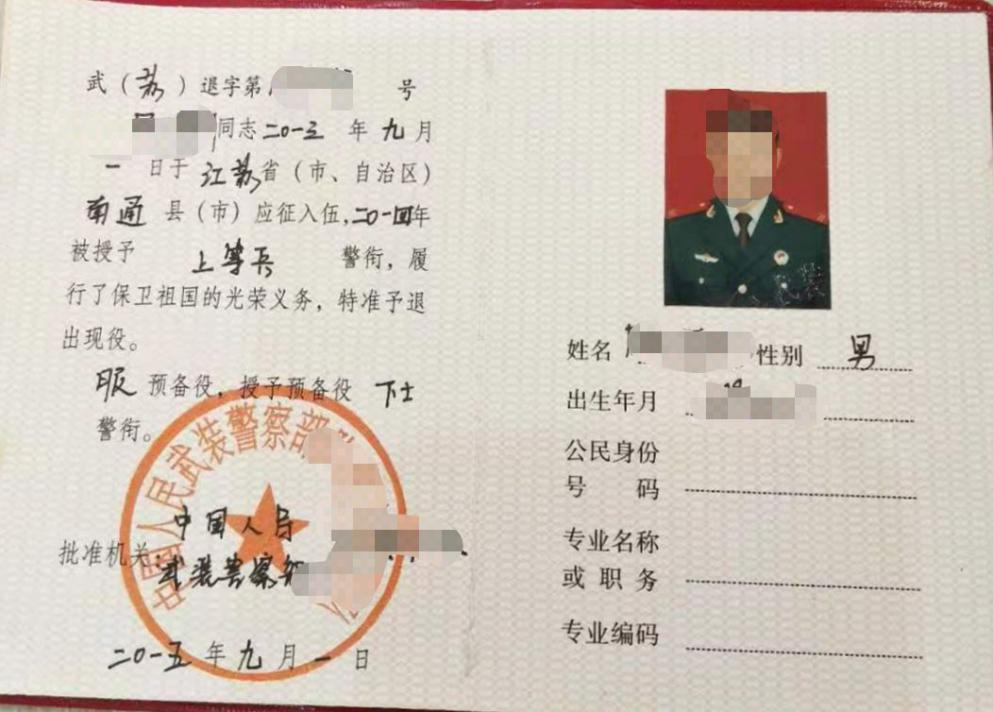 武（苏）退字第 号
同志二〇一三年九月
一日于江苏省（市、自治区）
南通县（市）应征入伍，二〇一四年
被授予 上等兵 警衔，履
行了保卫祖国的光荣义务，特准予退
出现役。
服预备役，授予预备役 下士
警衔。
中国人民武装警察部
批准机关：中国人民
武装警察部
二〇一五年九月一日
姓名 性别 男
出生年月
公民身份
号 码
专业名称
或职务
专业编码